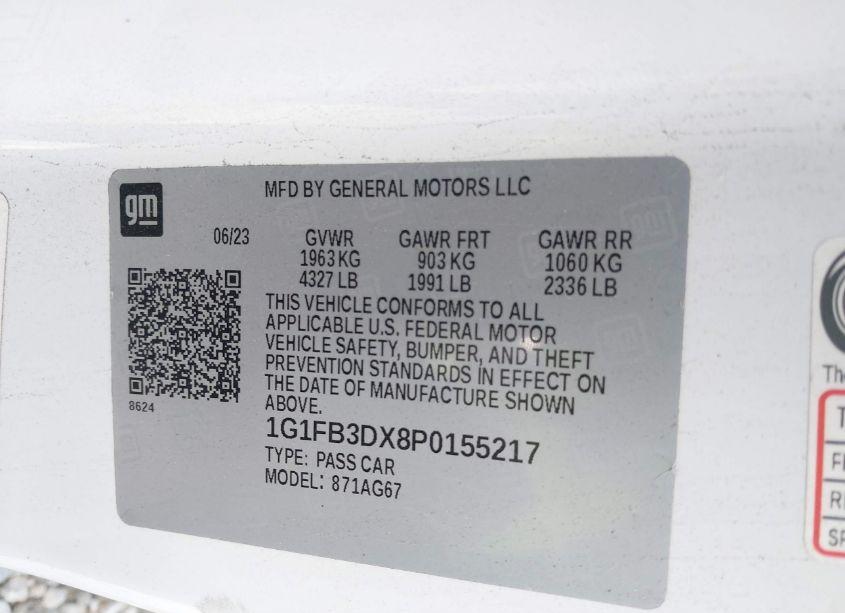 gm
MFD BY GENERAL MOTORS LLC
06/23 GVWR GAWR FRT GAWR RR
1963 KG 903 KG 1060 KG
4327 LB 1991 LB 2336 LB
THIS VEHICLE CONFORMS TO ALL
APPLICABLE U.S. FEDERAL MOTOR
VEHICLE SAFETY, BUMPER, AND THEFT
PREVENTION STANDARDS IN EFFECT ON
THE DATE OF MANUFACTURE SHOWN
ABOVE.
8624
1G1FB3DX8P0155217
TYPE: PASS CAR
MODEL: 871AG67